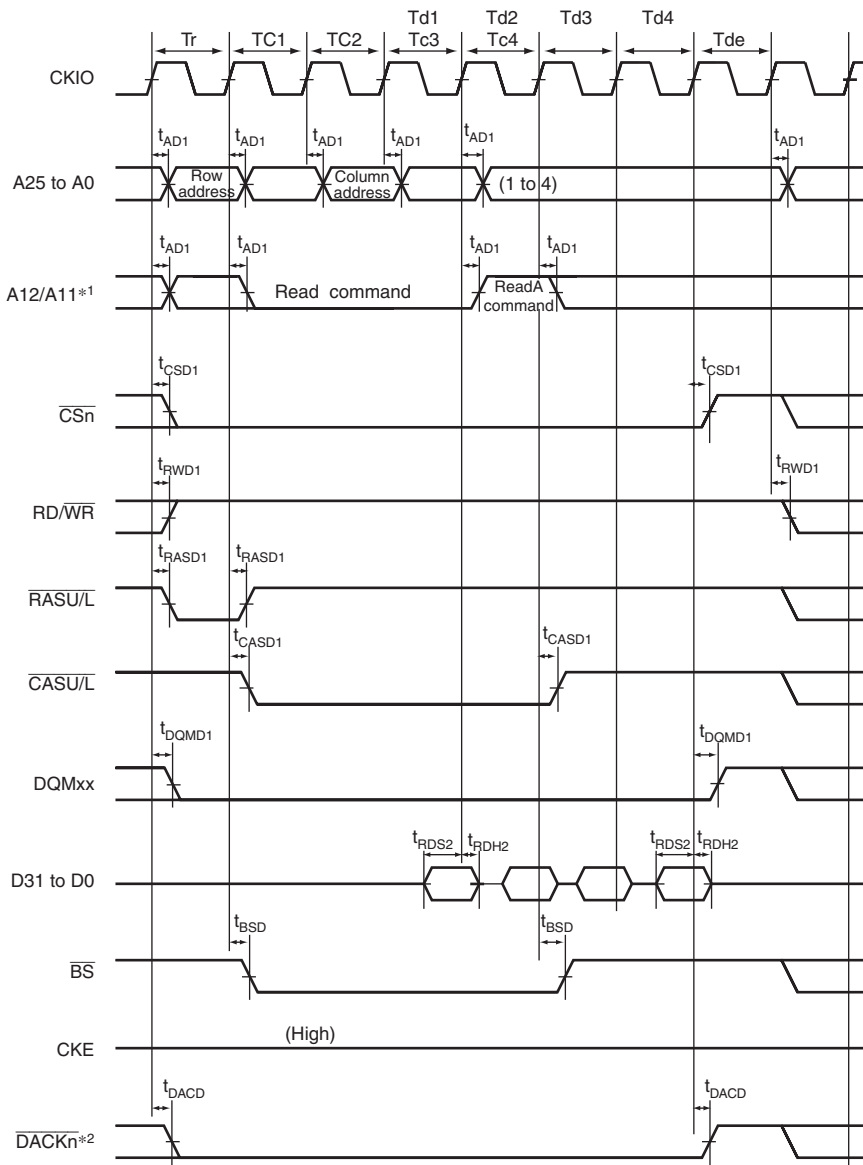 Td1 Td2 Td3 Td4
Tr TC1 TC2 Tc3 Tc4 Tde
CKIO
tAD1 tAD1 tAD1 tAD1 tAD1 tAD1
A25 to A0 Row address Column address (1 to 4)
tAD1 tAD1 tAD1 tAD1
A12/A11*1 Read command ReadA command
tCSD1 tCSD1
CSn
tRWD1 tRWD1
RD/WR
tRASD1 tRASD1
RASU/L
tCASD1 tCASD1
CASU/L
tDQMD1 tDQMD1
DQMxx
tRDS2 tRDH2 tRDS2 tRDH2
D31 to D0
tBSD tBSD
BS
(High)
CKE
tDACD tDACD
DACKn*2